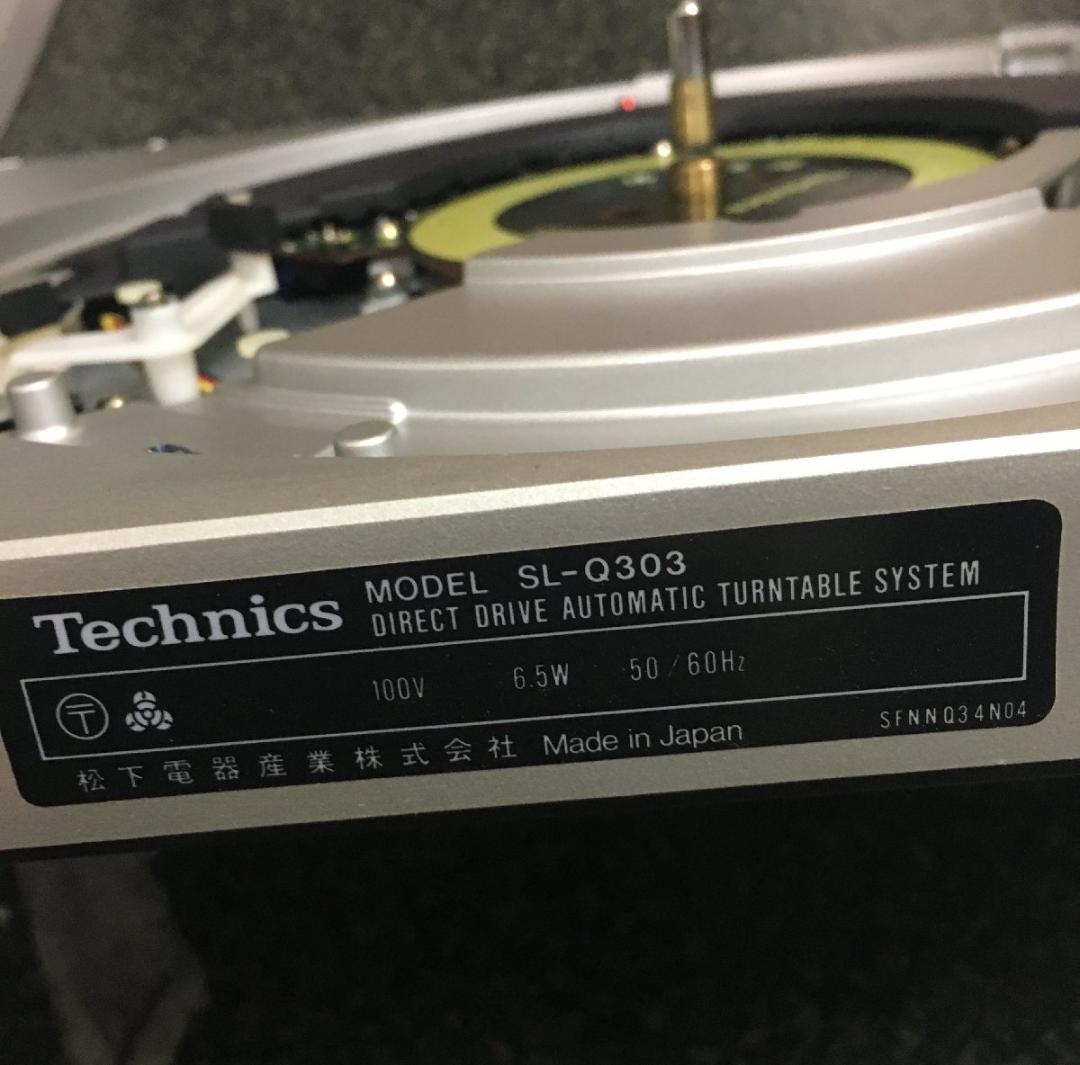 Technics
MODEL SL-Q303
DIRECT DRIVE AUTOMATIC TURNTABLE SYSTEM
〒 100V 6.5W 50/60Hz
SFNNQ34N04
松下電器産業株式会社 Made in Japan